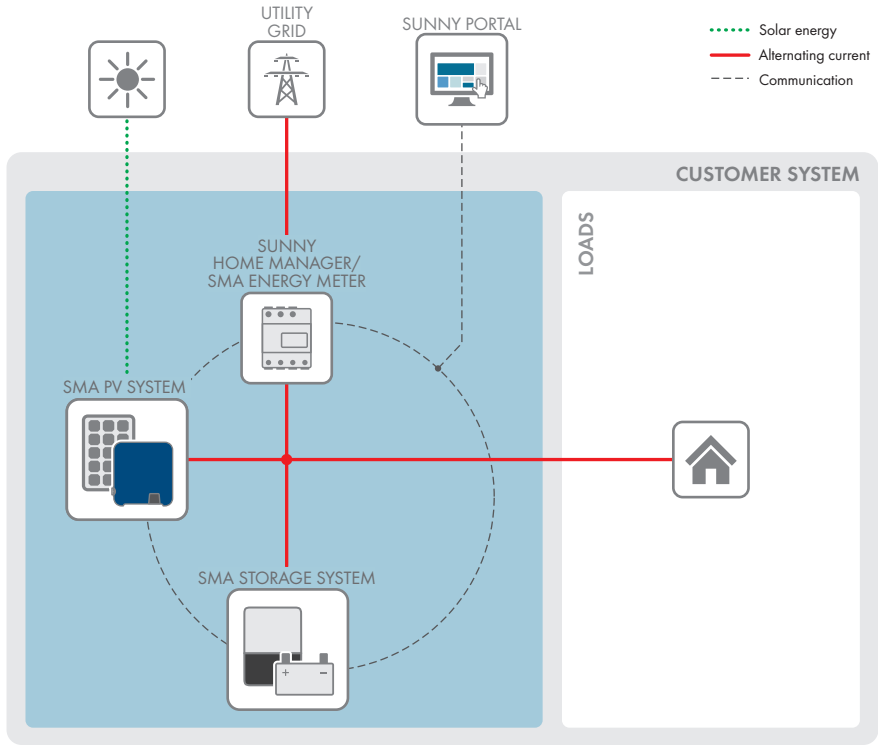 UTILITY
GRID
SUNNY PORTAL
Solar energy
Alternating current
Communication
CUSTOMER SYSTEM
LOADS
SUNNY
HOME MANAGER/
SMA ENERGY METER
SMA PV SYSTEM
SMA STORAGE SYSTEM
+ −